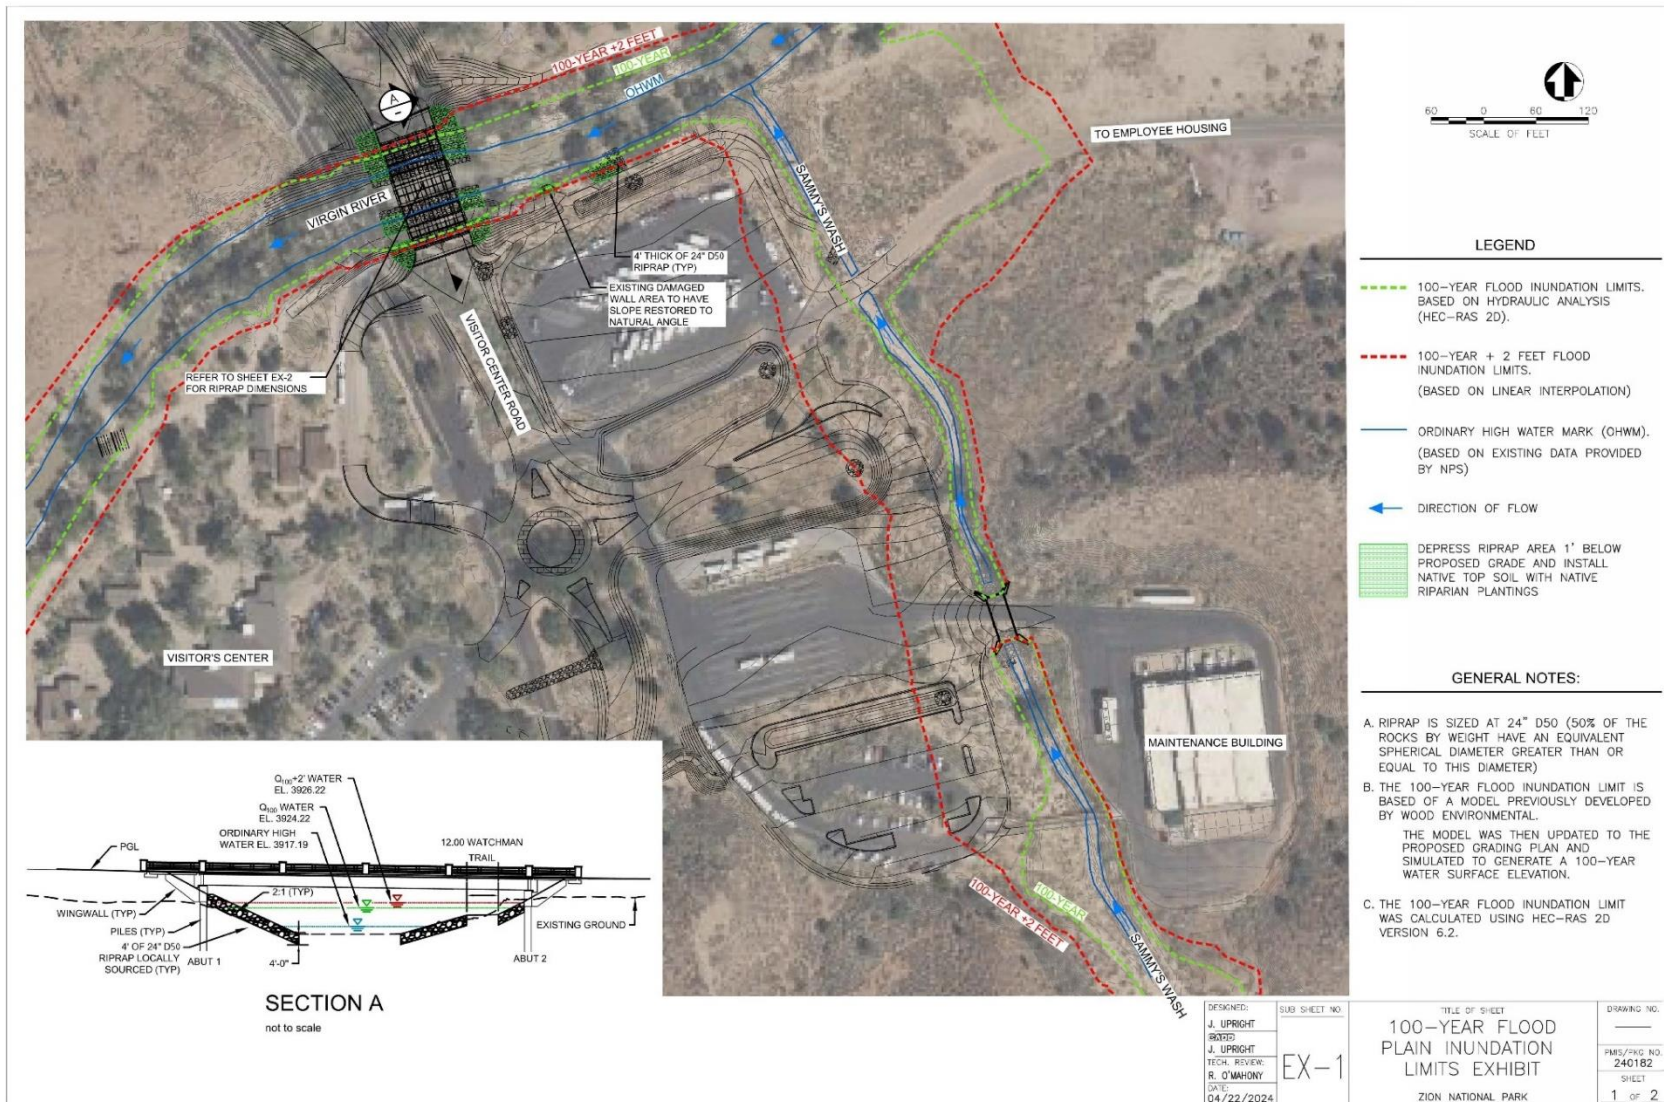 100-YEAR +2 FEET
100-YEAR
OHWM
A
-
VIRGIN RIVER
SAMMY'S WASH
TO EMPLOYEE HOUSING
4' THICK OF 24" D50
RIPRAP (TYP)
EXISTING DAMAGED
WALL AREA TO HAVE
SLOPE RESTORED TO
NATURAL ANGLE
REFER TO SHEET EX-2
FOR RIPRAP DIMENSIONS
VISITOR CENTER ROAD
VISITOR'S CENTER
MAINTENANCE BUILDING
100-YEAR +2 FEET
100-YEAR
SAMMY'S WASH
60 0 60 120
SCALE OF FEET
LEGEND
100-YEAR FLOOD INUNDATION LIMITS.
BASED ON HYDRAULIC ANALYSIS
(HEC-RAS 2D).
100-YEAR + 2 FEET FLOOD
INUNDATION LIMITS.
(BASED ON LINEAR INTERPOLATION)
ORDINARY HIGH WATER MARK (OHWM).
(BASED ON EXISTING DATA PROVIDED
BY NPS)
DIRECTION OF FLOW
DEPRESS RIPRAP AREA 1' BELOW
PROPOSED GRADE AND INSTALL
NATIVE TOP SOIL WITH NATIVE
RIPARIAN PLANTINGS
GENERAL NOTES:
A. RIPRAP IS SIZED AT 24" D50 (50% OF THE
ROCKS BY WEIGHT HAVE AN EQUIVALENT
SPHERICAL DIAMETER GREATER THAN OR
EQUAL TO THIS DIAMETER)
B. THE 100-YEAR FLOOD INUNDATION LIMIT IS
BASED OF A MODEL PREVIOUSLY DEVELOPED
BY WOOD ENVIRONMENTAL.
THE MODEL WAS THEN UPDATED TO THE
PROPOSED GRADING PLAN AND
SIMULATED TO GENERATE A 100-YEAR
WATER SURFACE ELEVATION.
C. THE 100-YEAR FLOOD INUNDATION LIMIT
WAS CALCULATED USING HEC-RAS 2D
VERSION 6.2.
Q100+2' WATER
EL. 3926.22
Q100 WATER
EL. 3924.22
ORDINARY HIGH
WATER EL. 3917.19
12.00 WATCHMAN
TRAIL
PGL
2:1 (TYP)
WINGWALL (TYP)
PILES (TYP)
4' OF 24" D50
RIPRAP LOCALLY
SOURCED (TYP)
ABUT 1
4'-0"
ABUT 2
EXISTING GROUND
SECTION A
not to scale
DESIGNED:
J. UPRIGHT
CADD
J. UPRIGHT
TECH. REVIEW:
R. O'MAHONY
DATE:
04/22/2024
SUB SHEET NO.
EX-1
TITLE OF SHEET
100-YEAR FLOOD
PLAIN INUNDATION
LIMITS EXHIBIT
ZION NATIONAL PARK
DRAWING NO.
PMIS/PKG NO.
240182
SHEET
1 OF 2